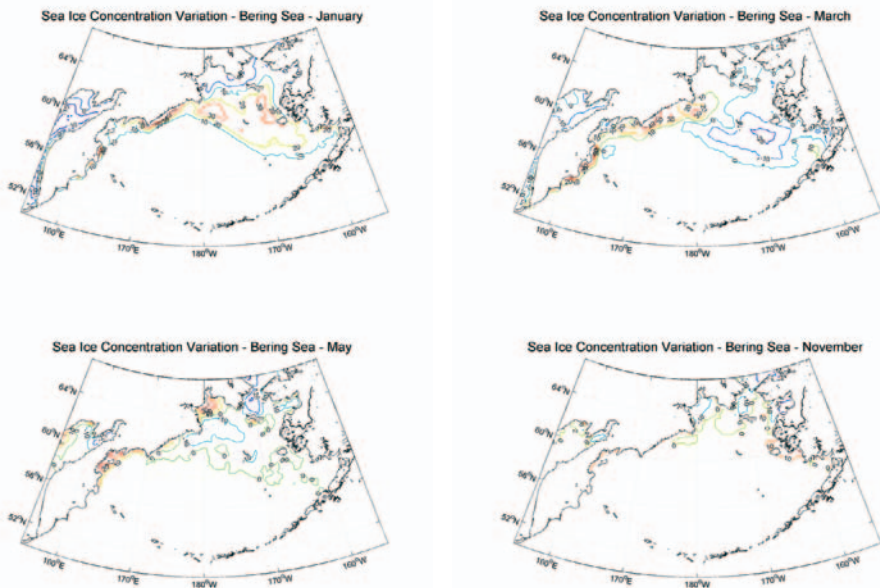 Sea Ice Concentration Variation - Bering Sea - January
64°N
60°N
56°N
52°N
160°E
170°E
180°W
170°W
160°W
Sea Ice Concentration Variation - Bering Sea - March
64°N
60°N
56°N
52°N
160°E
170°E
180°W
170°W
160°W
Sea Ice Concentration Variation - Bering Sea - May
64°N
60°N
56°N
52°N
160°E
170°E
180°W
170°W
160°W
Sea Ice Concentration Variation - Bering Sea - November
64°N
60°N
56°N
52°N
160°E
170°E
180°W
170°W
160°W